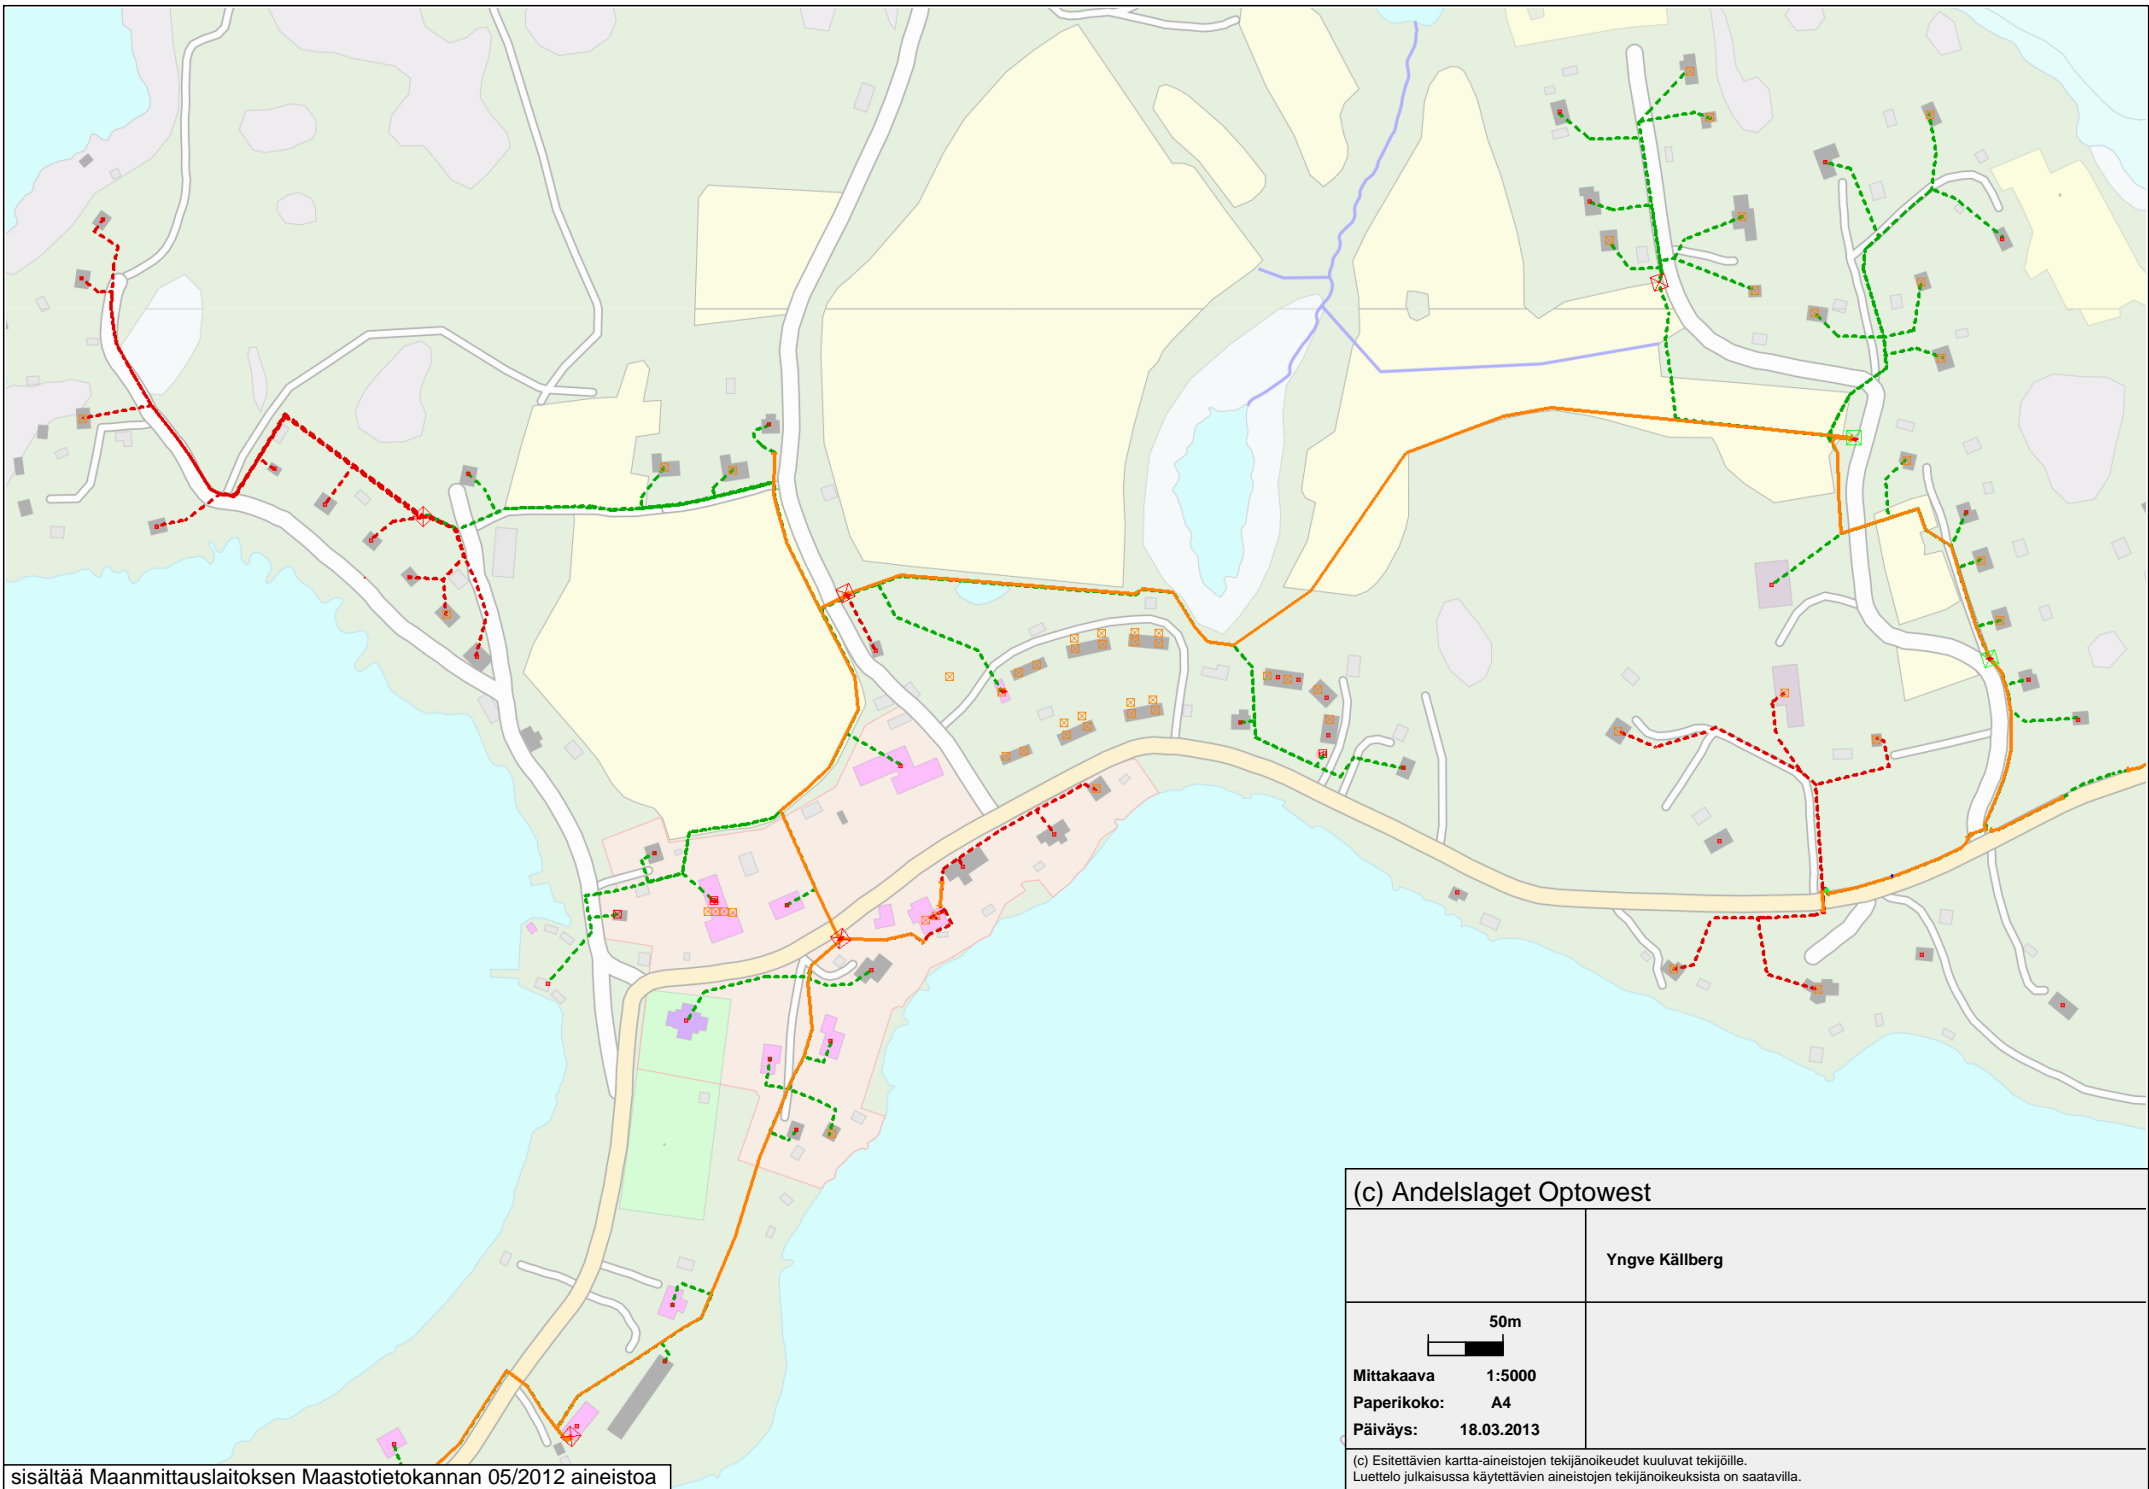 (c) Andelslaget Optowest
Yngve Källberg
50m
Mittakaava 1:5000
Paperikoko: A4
Päiväys: 18.03.2013
(c) Esitettävien kartta-aineistojen tekijänoikeudet kuuluvat tekijöille.
Luettelo julkaisussa käytettävien aineistojen tekijänoikeuksista on saatavilla.
sisältää Maanmittauslaitoksen Maastotietokannan 05/2012 aineistoa